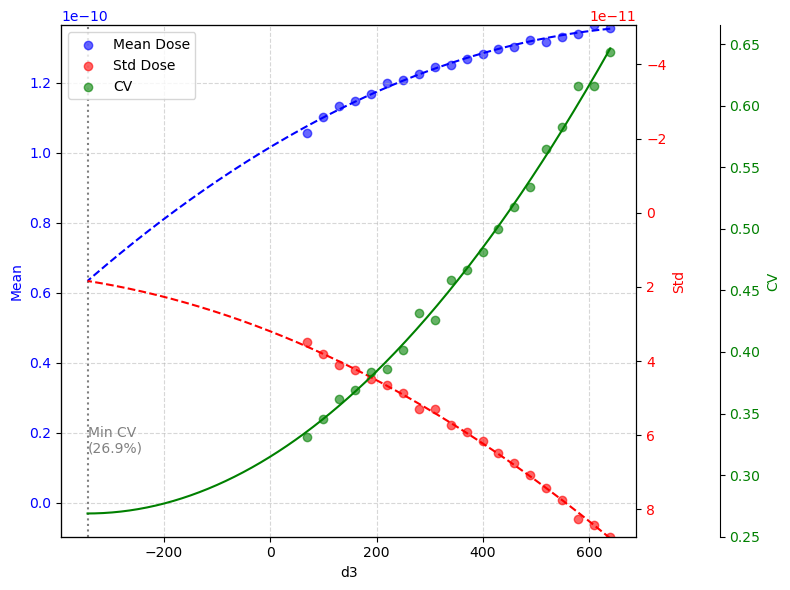 1e−10
1e−11
Mean Dose
Std Dose
CV
1.2
1.0
0.8
0.6
0.4
0.2
0.0
Mean
−4
−2
0
2
4
6
8
Std
0.65
0.60
0.55
0.50
0.45
0.40
0.35
0.30
0.25
CV
Min CV
(26.9%)
−200
0
200
400
600
d3